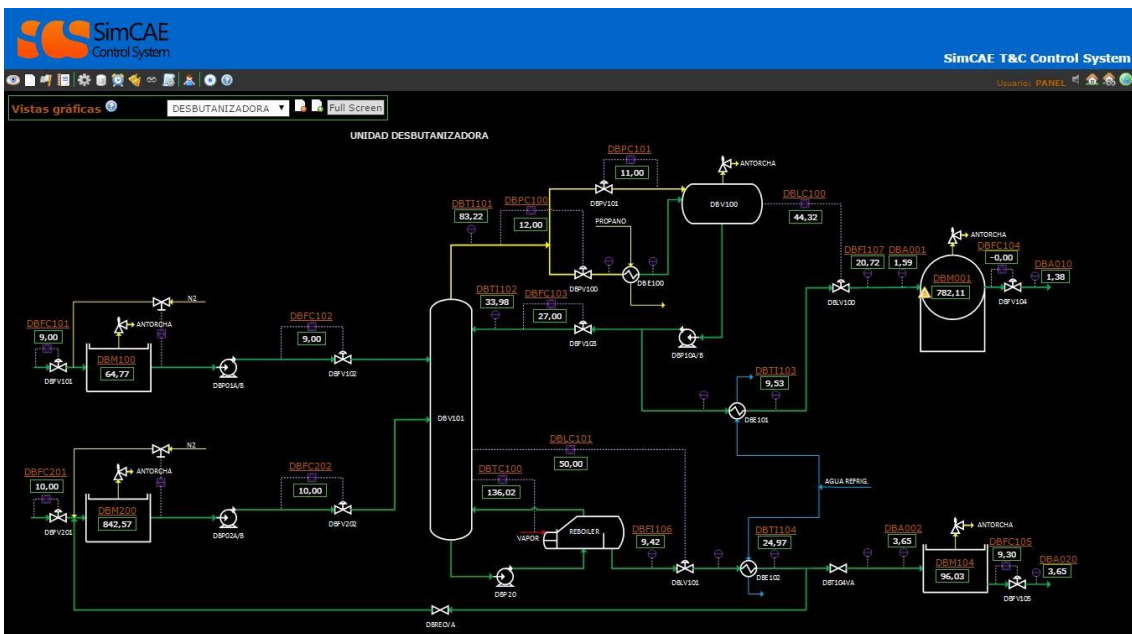 SimCAE
Control System
SimCAE T&C Control System
Usuario: PANEL
Vistas gráficas
DESBUTANIZADORA
Full Screen
UNIDAD DESBUTANIZADORA
DBPC101
11,00
DBPV101
ANTORCHA
DBV100
DBLC100
44,32
DBTI101
83,22
DBPC100
12,00
PROPANO
DBPV100
DBE100
DBFI107
20,72
DBA001
1,59
DBLV100
ANTORCHA
DBM001
782,11
DBFC104
-0,00
DBFV104
DBA010
1,38
DBTI102
33,98
DBFC103
27,00
DBFV103
DBP10A/B
N2
DBFC101
9,00
DBFV101
ANTORCHA
DBM100
64,77
DBP01A/B
DBFC102
9,00
DBFV102
DBTI103
9,53
DBE101
DBV101
N2
DBFC201
10,00
DBFV201
ANTORCHA
DBM200
842,57
DBP02A/B
DBFC202
10,00
DBFV202
DBLC101
50,00
DBTC100
136,02
AGUA REFRIG.
VAPOR
REBOILER
DBFI106
9,42
DBLV101
DBTI104
24,97
DBE102
DBT104VA
DBA002
3,65
ANTORCHA
DBM104
96,03
DBFC105
9,30
DBFV105
DBA020
3,65
DBP20
DBREO/A